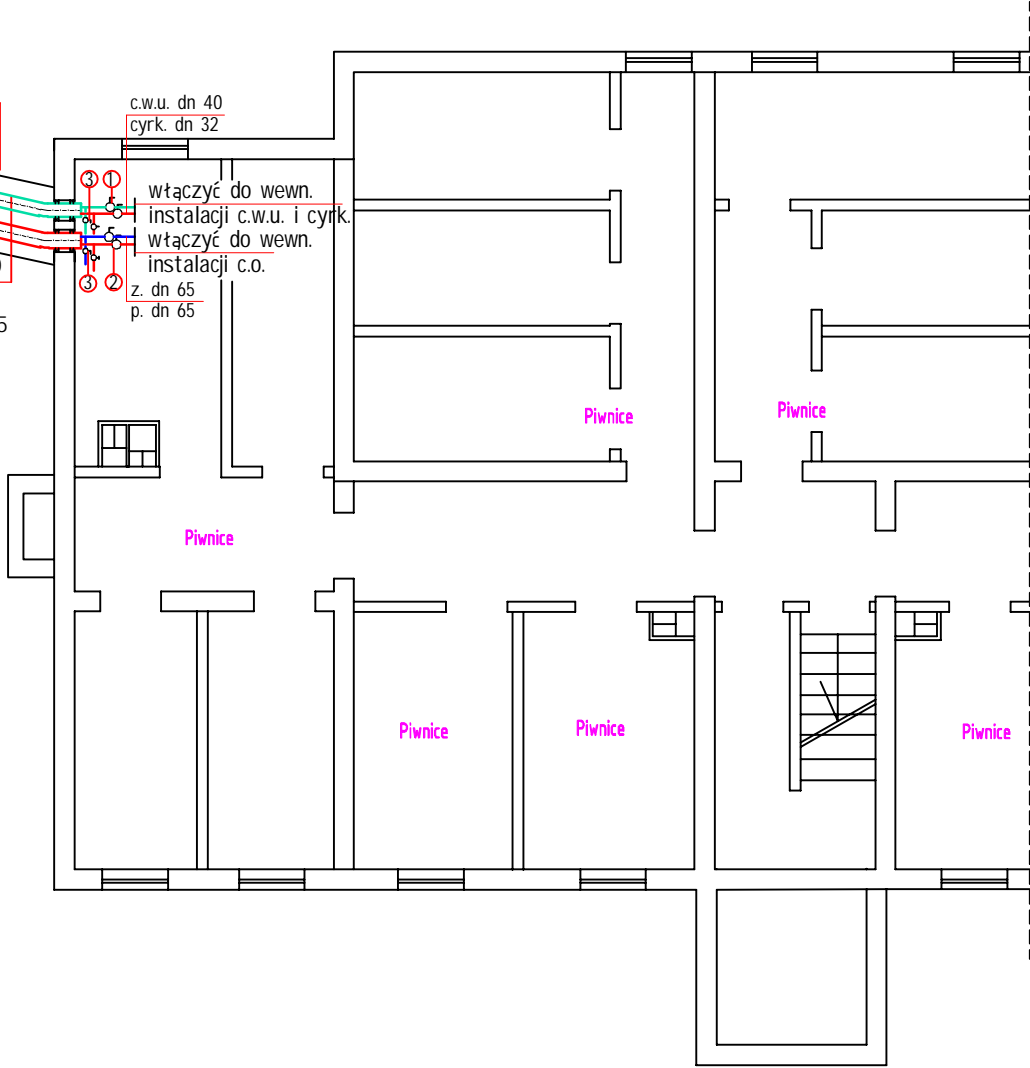 c.w.u. dn 40
cyrk. dn 32
3 1
włączyć do wewn.
instalacji c.w.u. i cyrk.
włączyć do wewn.
instalacji c.o.
3 2
z. dn 65
p. dn 65
5
Piwnice
Piwnice
Piwnice
Piwnice
Piwnice
Piwnice